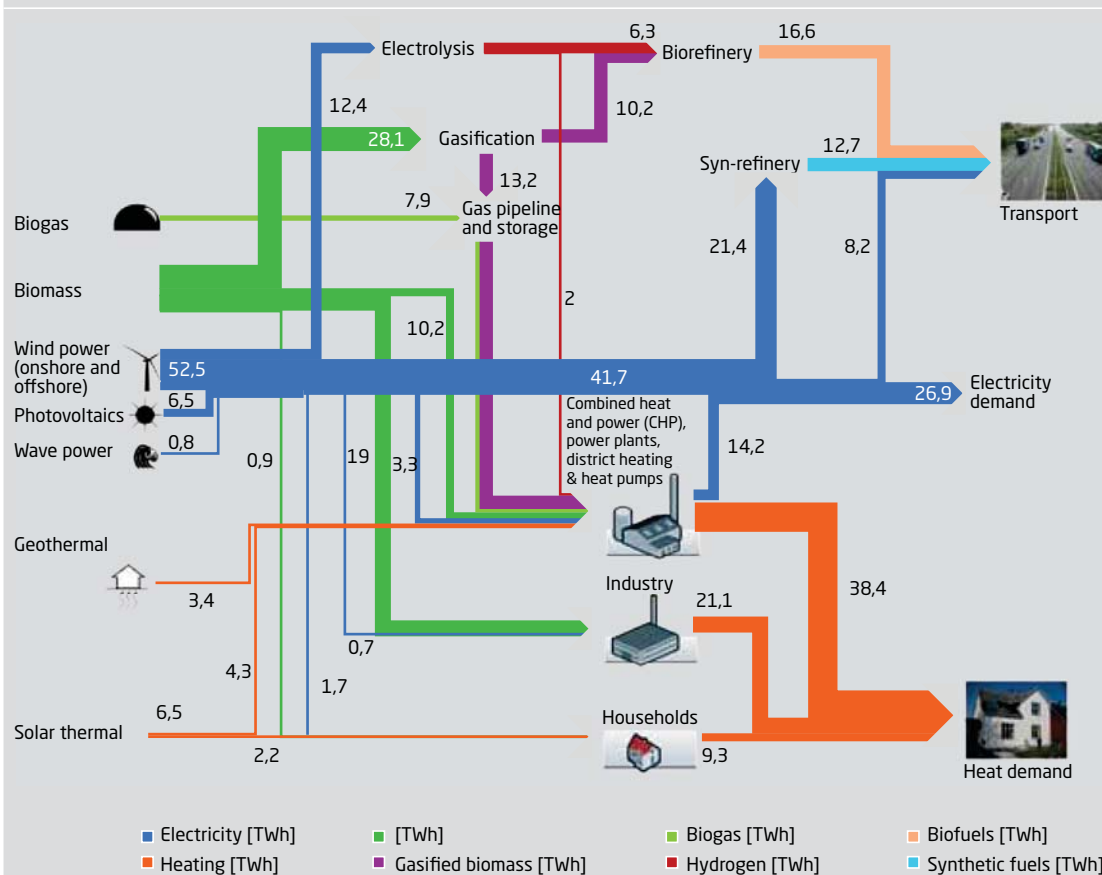 6,3
16,6
Electrolysis
Biorefinery
12,4
10,2
28,1
Gasification
12,7
Syn-refinery
13,2
7,9
Gas pipeline
and storage
Transport
Biogas
21,4
8,2
Biomass
10,2
2
Wind power
(onshore and
offshore)
52,5
41,7
26,9
Electricity
demand
6,5
Photovoltaics
Combined heat
and power (CHP),
power plants,
district heating
& heat pumps
0,8
Wave power
0,9
19
3,3
14,2
Geothermal
3,4
Industry
21,1
38,4
0,7
4,3
1,7
6,5
Solar thermal
2,2
Households
9,3
Heat demand
Electricity [TWh]
[TWh]
Biogas [TWh]
Biofuels [TWh]
Heating [TWh]
Gasified biomass [TWh]
Hydrogen [TWh]
Synthetic fuels [TWh]